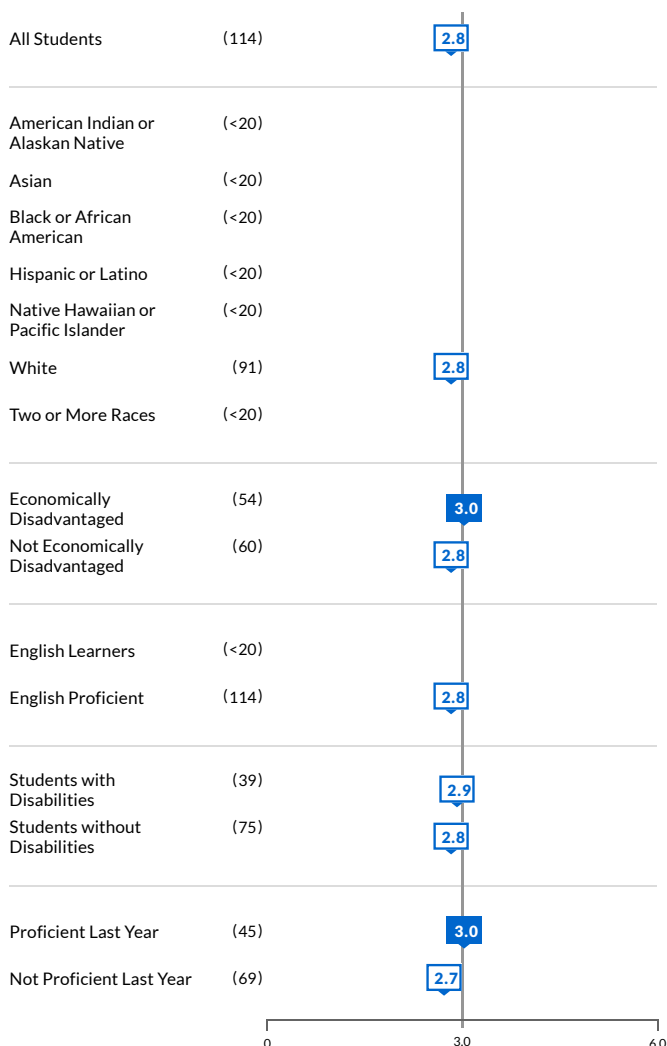 All Students (114) 2.8
American Indian or (<20)
Alaskan Native
Asian (<20)
Black or African (<20)
American
Hispanic or Latino (<20)
Native Hawaiian or (<20)
Pacific Islander
White (91) 2.8
Two or More Races (<20)
Economically (54) 3.0
Disadvantaged
Not Economically (60) 2.8
Disadvantaged
English Learners (<20)
English Proficient (114) 2.8
Students with (39) 2.9
Disabilities
Students without (75) 2.8
Disabilities
Proficient Last Year (45) 3.0
Not Proficient Last Year (69) 2.7
0 3.0 6.0